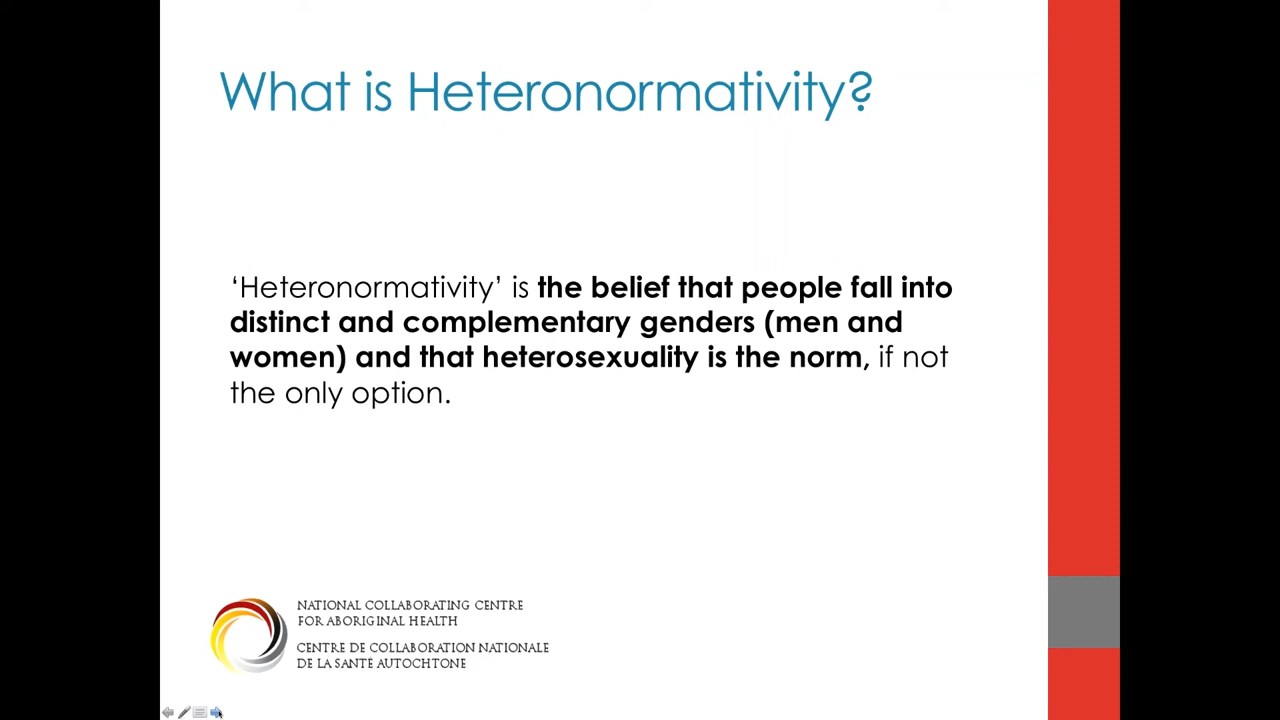 What is Heteronormativity?
‘Heteronormativity’ is the belief that people fall into
distinct and complementary genders (men and
women) and that heterosexuality is the norm, if not
the only option.
NATIONAL COLLABORATING CENTRE
FOR ABORIGINAL HEALTH
CENTRE DE COLLABORATION NATIONALE
DE LA SANTÉ AUTOCHTONE